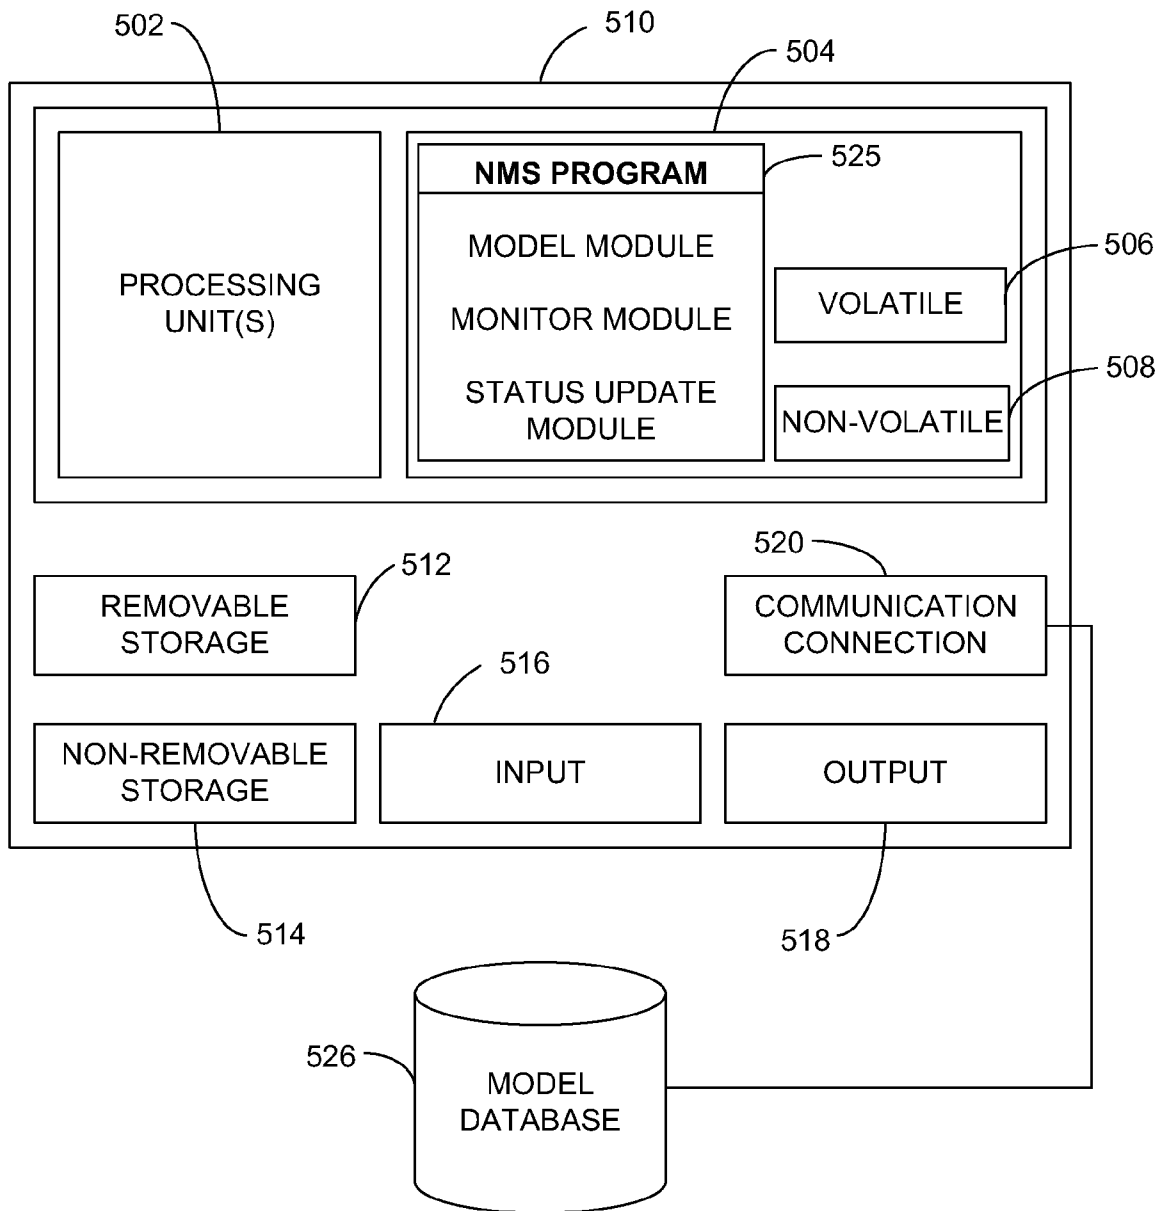 502
510
504
NMS PROGRAM
525
MODEL MODULE
MONITOR MODULE
STATUS UPDATE
MODULE
PROCESSING
UNIT(S)
506
VOLATILE
508
NON-VOLATILE
520
512
REMOVABLE
STORAGE
COMMUNICATION
CONNECTION
516
NON-REMOVABLE
STORAGE
INPUT
OUTPUT
514
518
526
MODEL
DATABASE